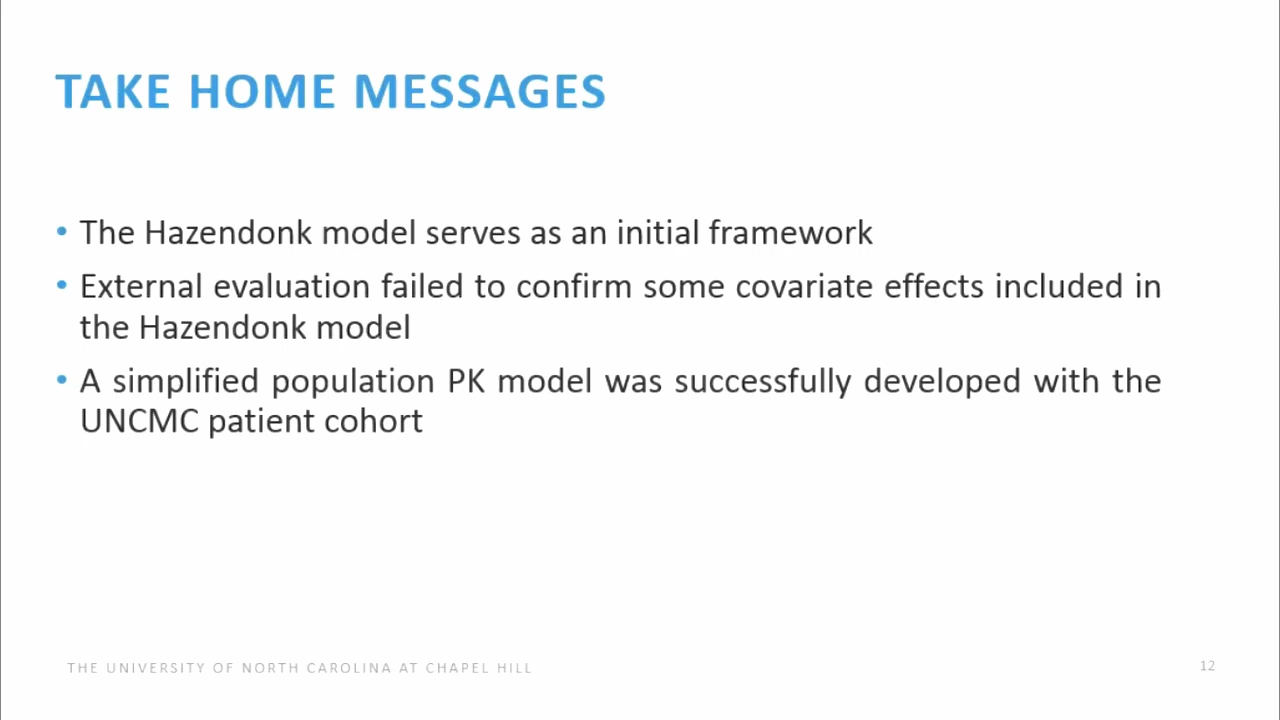 TAKE HOME MESSAGES
• The Hazendonk model serves as an initial framework
• External evaluation failed to confirm some covariate effects included in
the Hazendonk model
• A simplified population PK model was successfully developed with the
UNCMC patient cohort
THE UNIVERSITY OF NORTH CAROLINA AT CHAPEL HILL
12